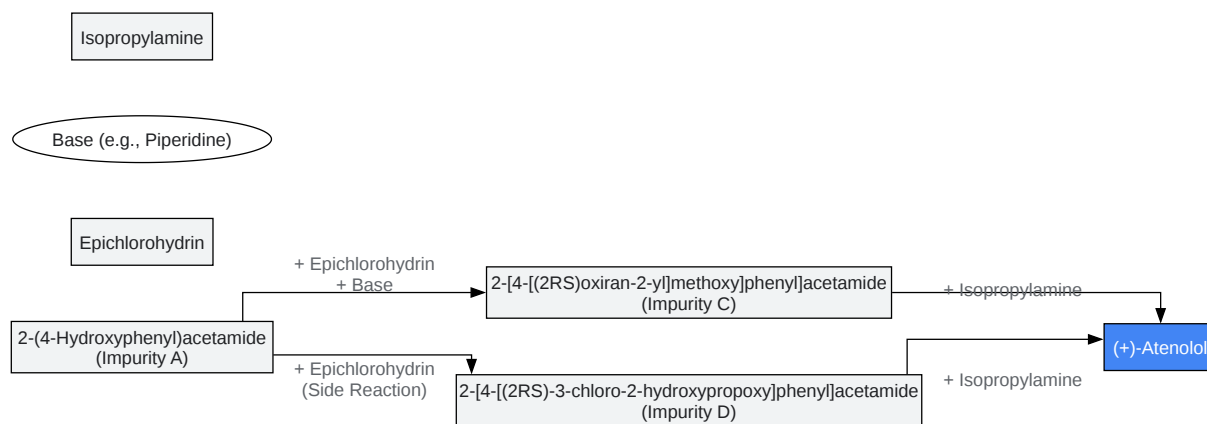 Isopropylamine
Base (e.g., Piperidine)
Epichlorohydrin
+ Epichlorohydrin
+ Base
2-[4-[(2RS)oxiran-2-yl]methoxy]phenyl]acetamide
(Impurity C)
+ Isopropylamine
2-(4-Hydroxyphenyl)acetamide
(Impurity A)
(+)-Atenolol
+ Epichlorohydrin
(Side Reaction)
2-[4-[(2RS)-3-chloro-2-hydroxypropoxy]phenyl]acetamide
(Impurity D)
+ Isopropylamine